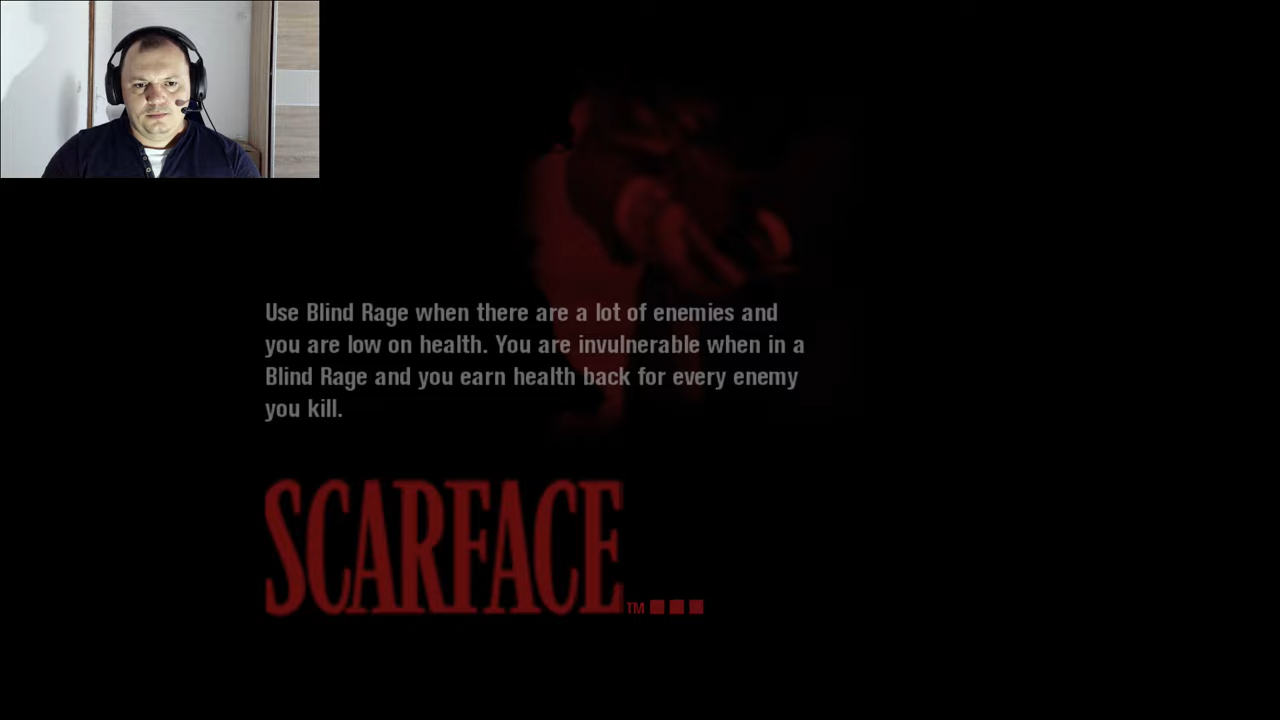 Use Blind Rage when there are a lot of enemies and
you are low on health. You are invulnerable when in a
Blind Rage and you earn health back for every enemy
you kill.
SCARFACE TM